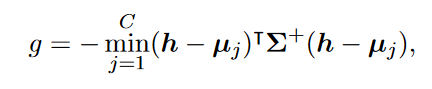 g = − min_{j=1}^{C} (h − μ_j)^⊺ Σ^+ (h − μ_j),